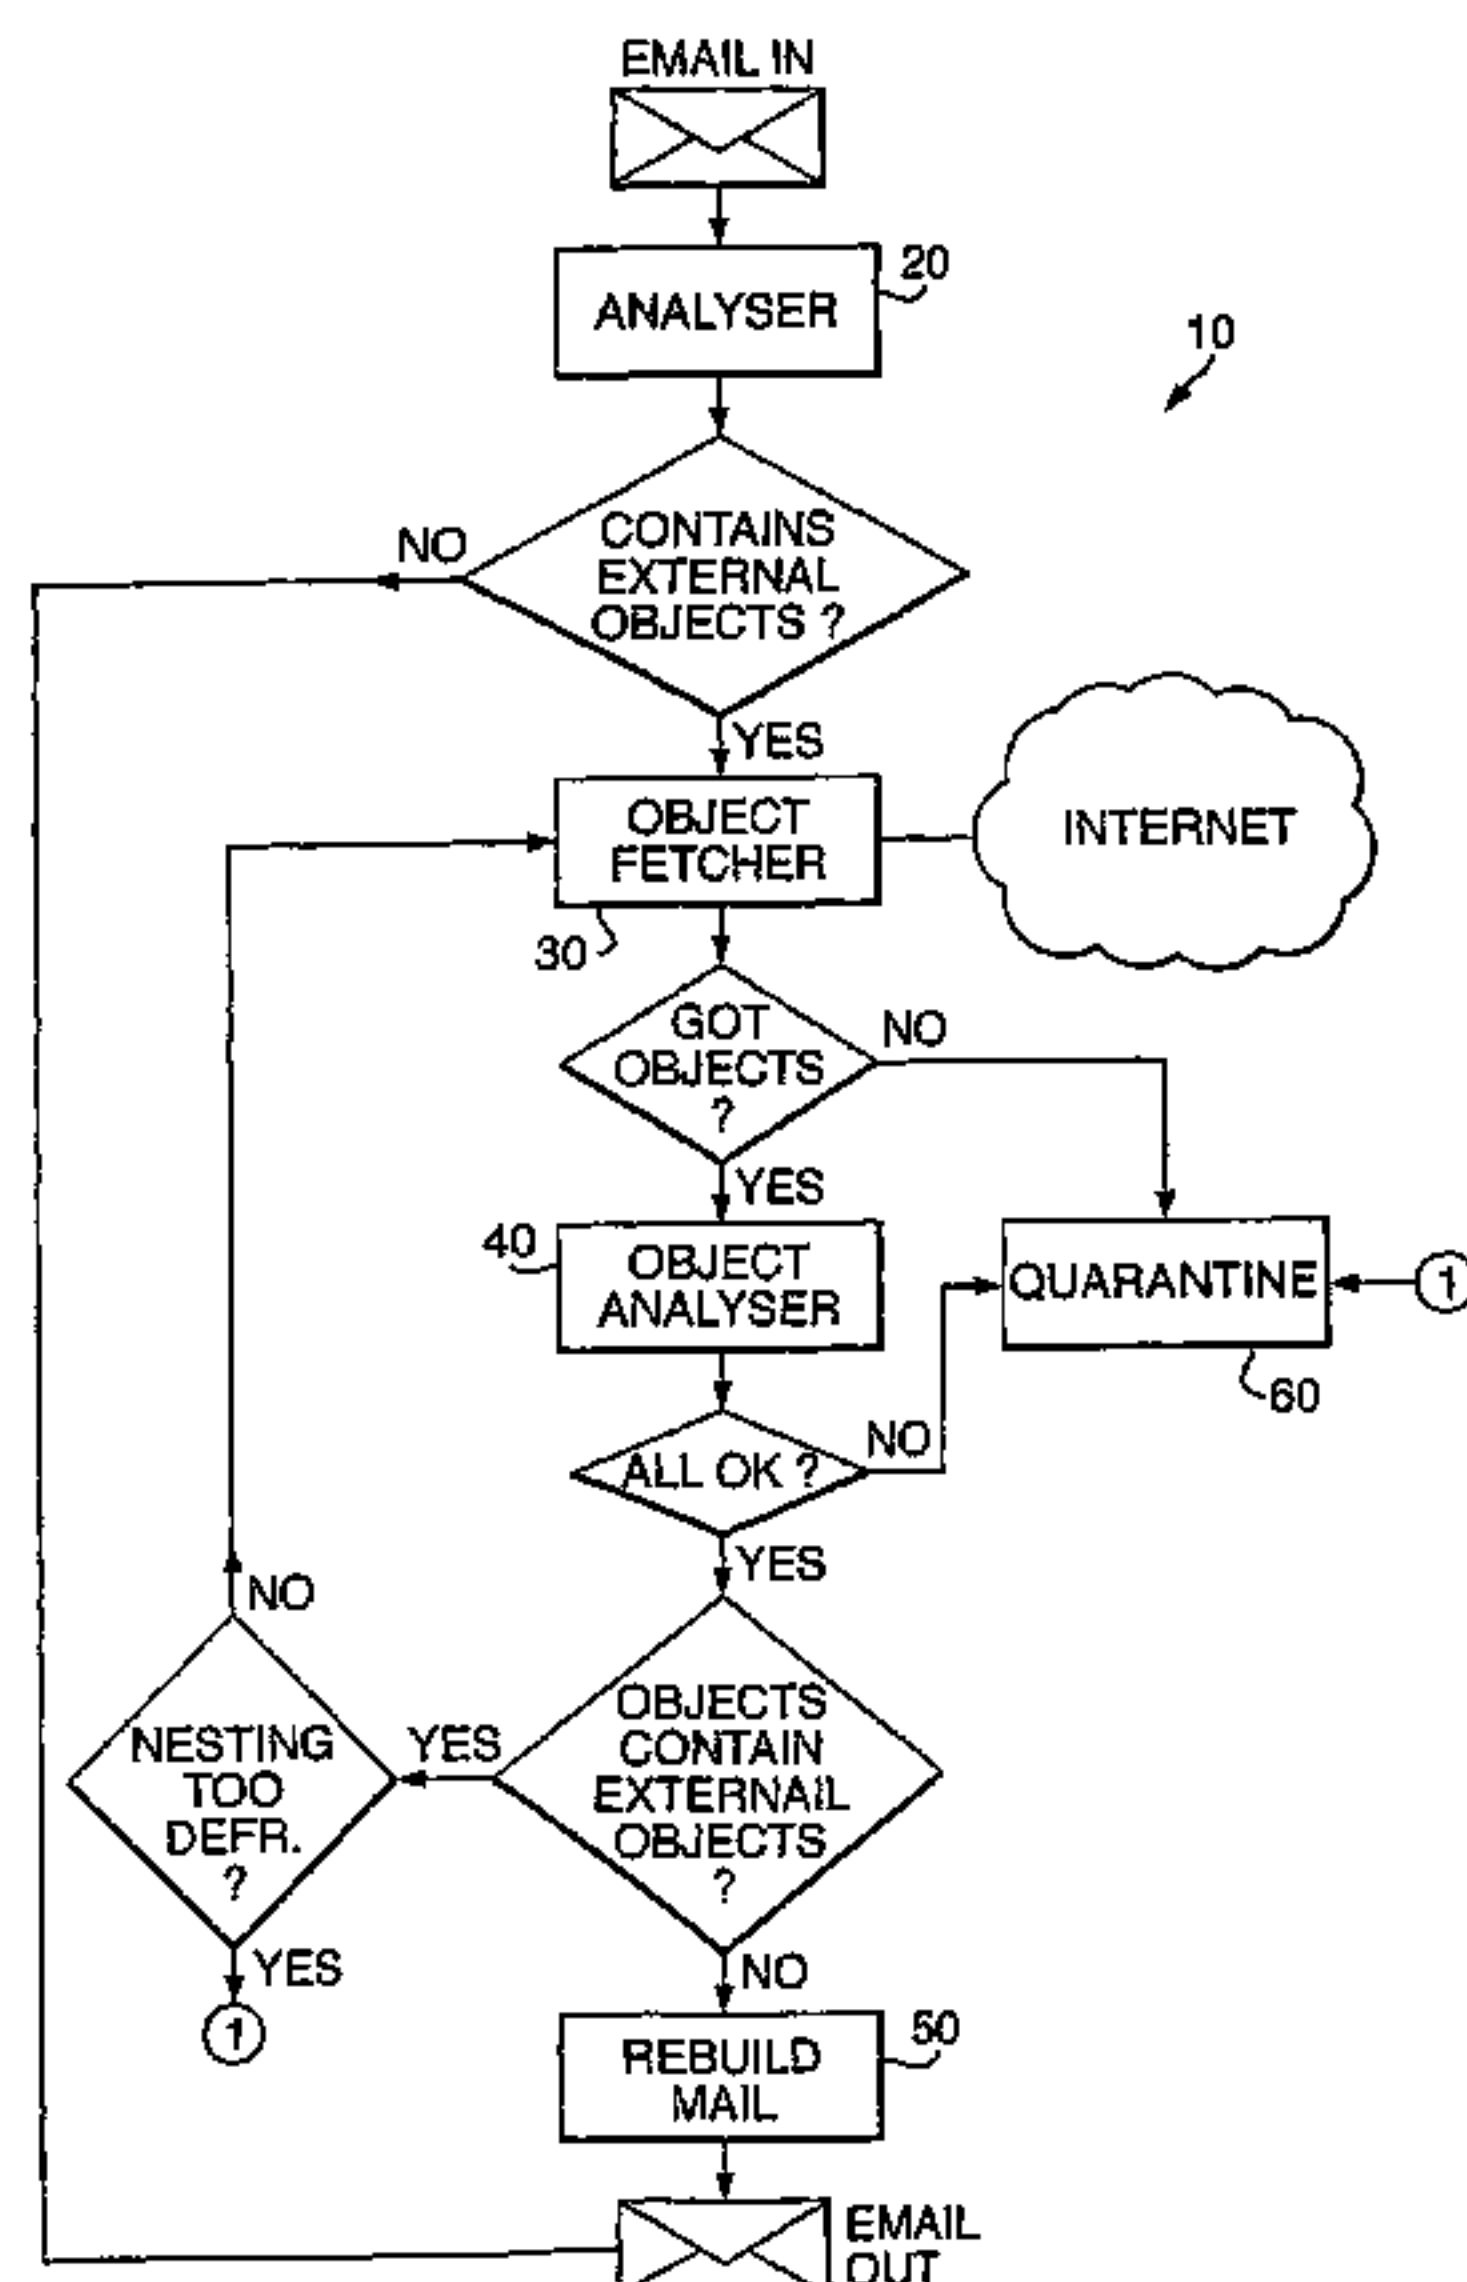 EMAIL IN
20
ANALYSER
10
CONTAINS
EXTERNAL
OBJECTS ?
NO
YES
OBJECT
FETCHER
INTERNET
30
GOT
OBJECTS
?
NO
YES
40
OBJECT
ANALYSER
QUARANTINE
1
60
ALL OK ?
NO
YES
NO
NESTING
TOO
DEFR.
?
YES
OBJECTS
CONTAIN
EXTERNAIL
OBJECTS
?
YES
1
NO
50
REBUILD
MAIL
EMAIL
OUT